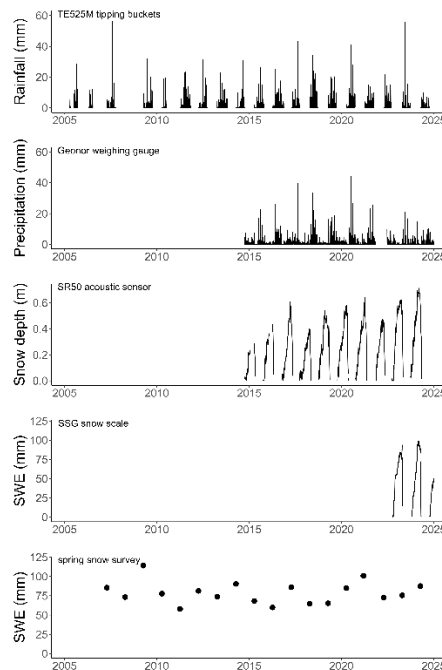 TE525M tipping buckets
Rainfall (mm)
60
40
20
0
2005 2010 2015 2020 2025
Geonor weighing gauge
Precipitation (mm)
60
40
20
0
2005 2010 2015 2020 2025
SR50 acoustic sensor
Snow depth (m)
0.6
0.4
0.2
0.0
2005 2010 2015 2020 2025
SSG snow scale
SWE (mm)
125
100
75
50
25
0
2005 2010 2015 2020 2025
spring snow survey
SWE (mm)
125
100
75
50
25
0
2005 2010 2015 2020 2025